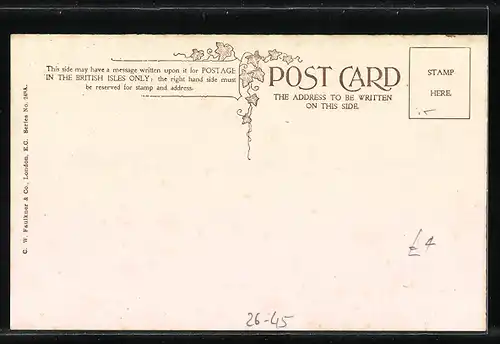 This side may have a message written upon it for POSTAGE
IN THE BRITISH ISLES ONLY; the right hand side must
be reserved for stamp and address.
POST CARD
THE ADDRESS TO BE WRITTEN
ON THIS SIDE.
STAMP
HERE.
C. W. Faulkner & Co., London, E.C. Series No.
£4
26-45